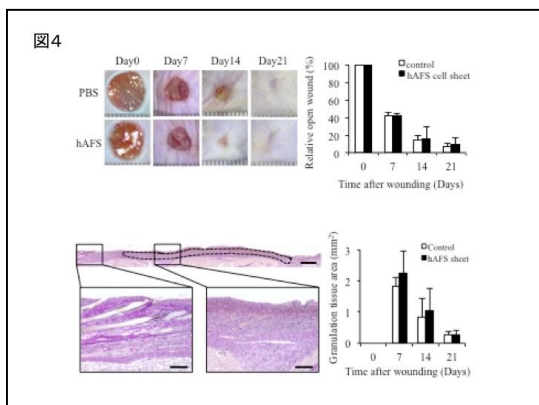 図4
Day0 Day7 Day14 Day21
PBS
hAFS
Relative open wound (%)
100
80
60
40
20
0
control
hAFS cell sheet
0 7 14 21
Time after wounding (Days)
Granulation tissue area (mm²)
3
2
1
0
Control
hAFS sheet
0 7 14 21
Time after wounding (Days)